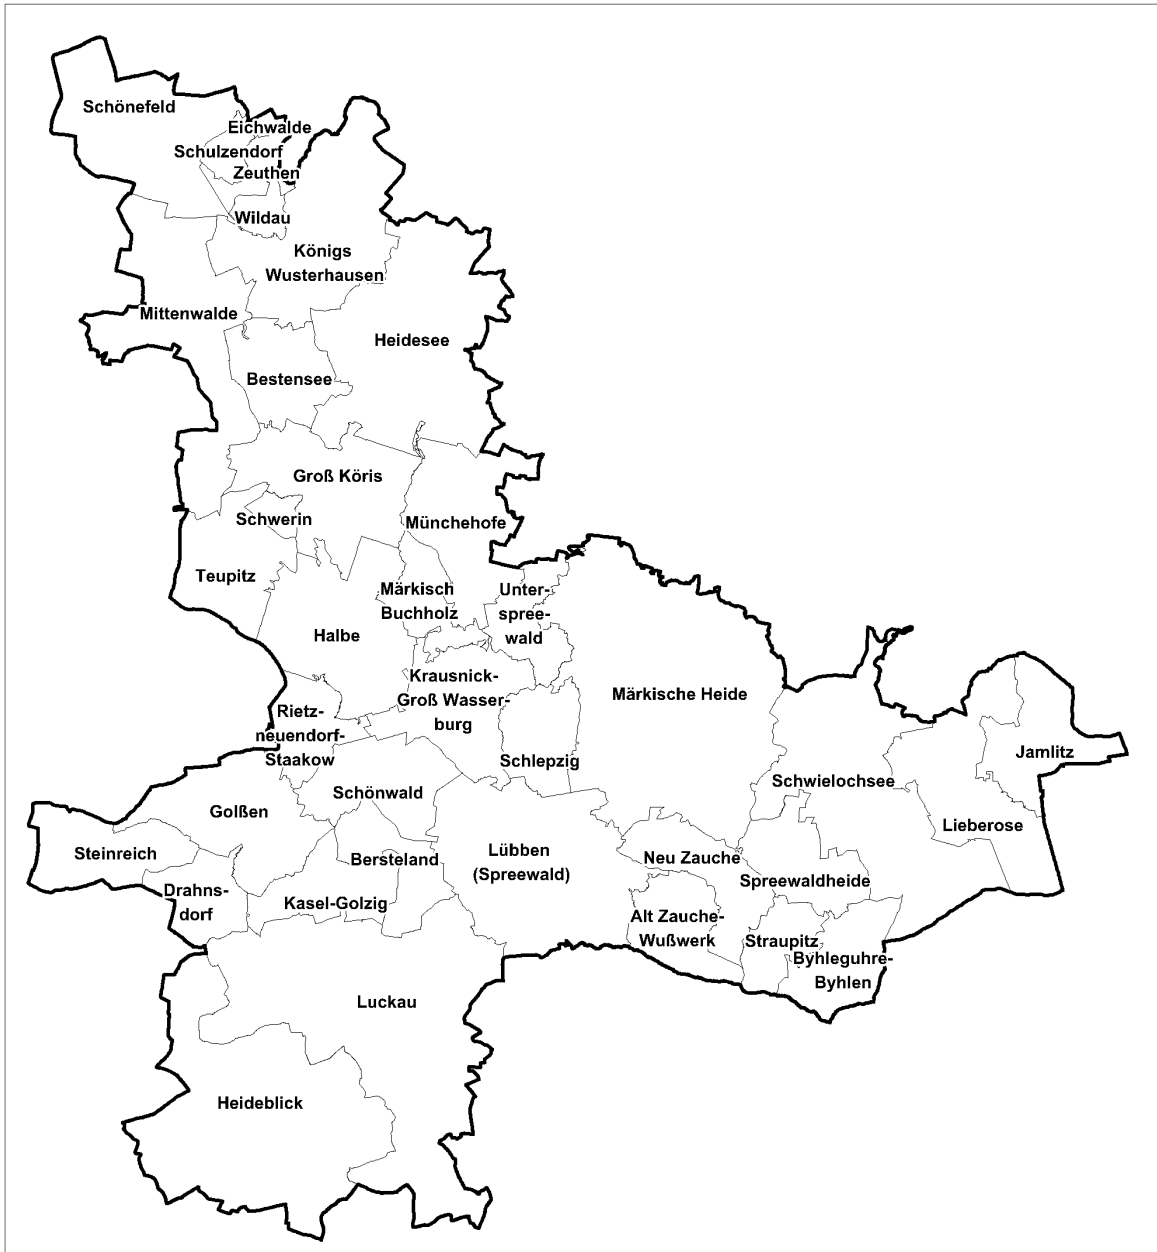 Schönefeld
Eichwalde
Schulzendorf
Zeuthen
Wildau
Königs
Wusterhausen
Mittenwalde
Heidesee
Bestensee
Groß Köris
Schwerin
Münchehofe
Teupitz
Märkisch
Buchholz
Unter-
spree-
wald
Halbe
Krausnick-
Groß Wasser-
burg
Märkische Heide
Rietz-
neuendorf-
Staakow
Schlepzig
Jamlitz
Schwielochsee
Schönwald
Golßen
Lieberose
Steinreich
Bersteland
Lübben
(Spreewald)
Neu Zauche
Spreewaldheide
Drahns-
dorf
Kasel-Golzig
Alt Zauche-
Wußwerk
Straupitz
Byhleguhre-
Byhlen
Luckau
Heideblick